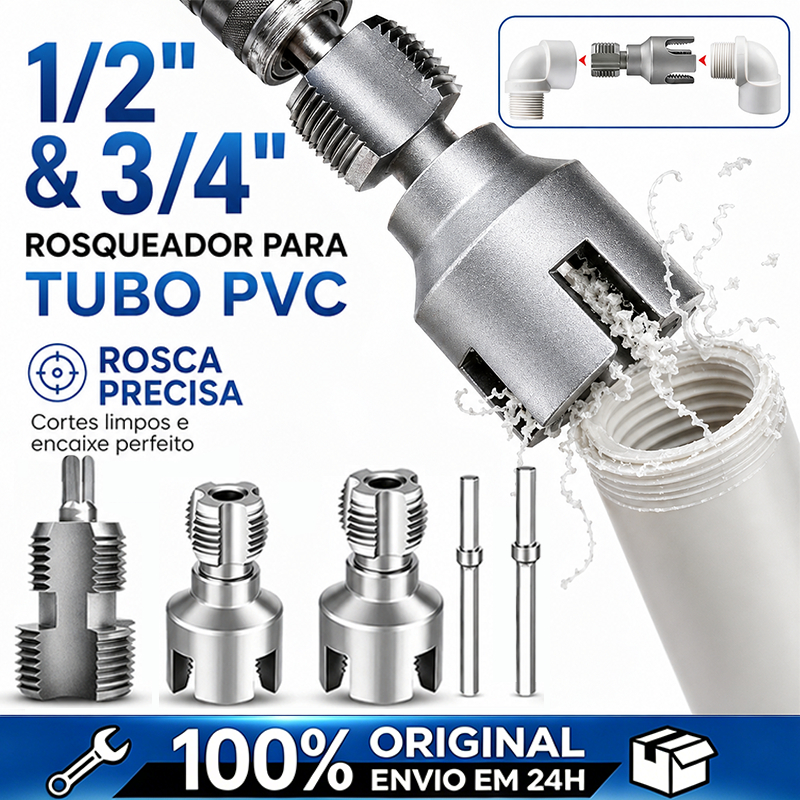 1/2"
& 3/4"
ROSQUEADOR PARA
TUBO PVC
ROSCA
PRECISA
Cortes limpos e
encaixe perfeito
100% ORIGINAL
ENVIO EM 24H